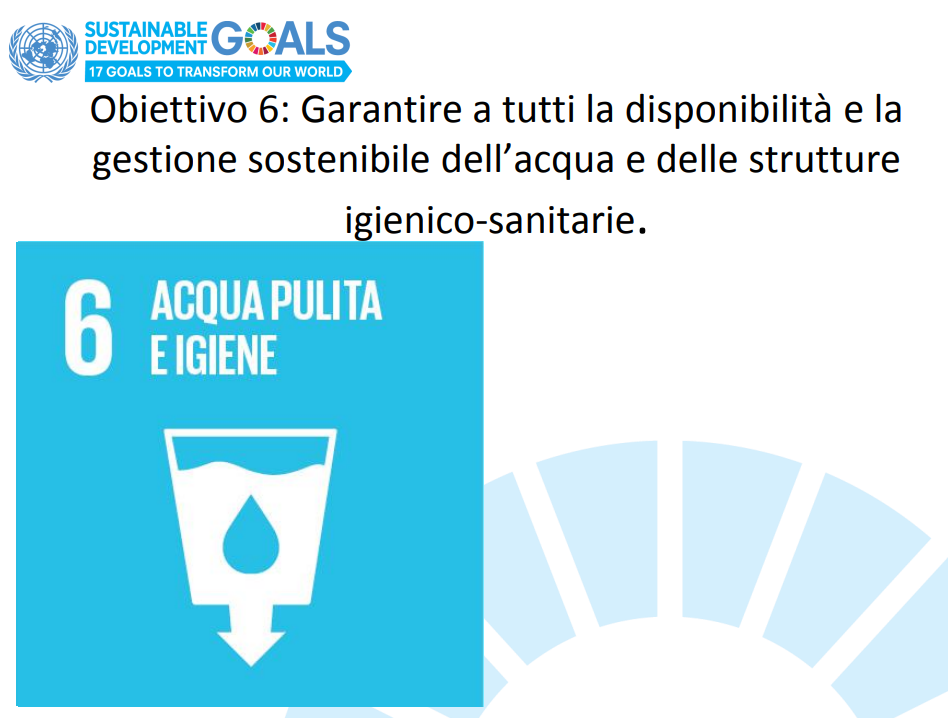 SUSTAINABLE
DEVELOPMENT GOALS
17 GOALS TO TRANSFORM OUR WORLD
Obiettivo 6: Garantire a tutti la disponibilità e la
gestione sostenibile dell’acqua e delle strutture
igienico-sanitarie.
6 ACQUA PULITA
E IGIENE